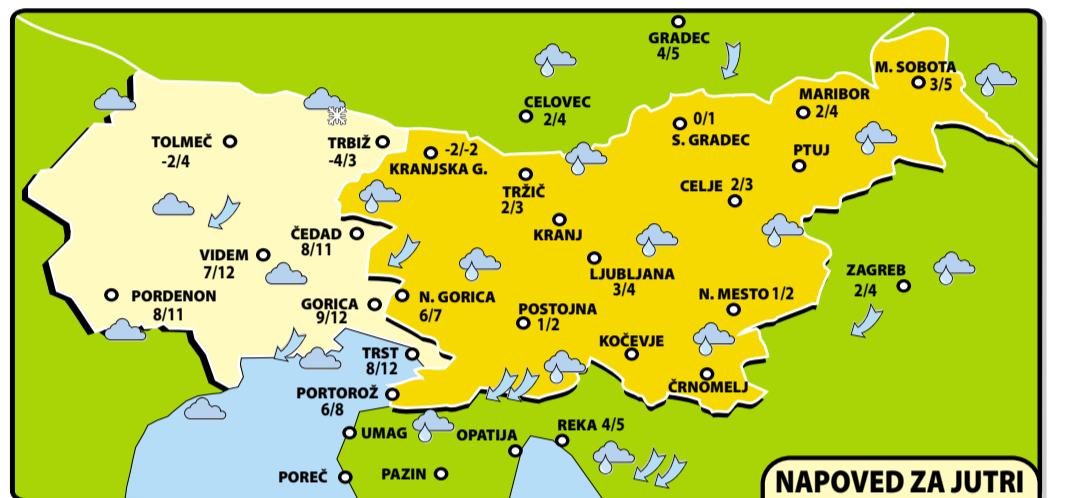 GRADEC
4/5
M. SOBOTA
3/5
MARIBOR
2/4
CELOVEC
2/4
0/1
S. GRADEC
TOLMEČ
-2/4
TRBIŽ
-4/3
-2/-2
KRANJSKA G.
PTUJ
TRŽIČ
2/3
CELJE 2/3
KRANJ
ČEDAD
8/11
VIDEM
7/12
LJUBLJANA
3/4
ZAGREB
2/4
PORDENON
8/11
GORICA
9/12
N. GORICA
6/7
POSTOJNA
1/2
N. MESTO 1/2
KOČEVJE
TRST
8/12
ČRNOMELJ
PORTOROŽ
6/8
UMAG
OPATIJA
REKA 4/5
POREČ
PAZIN
NAPOVED ZA JUTRI